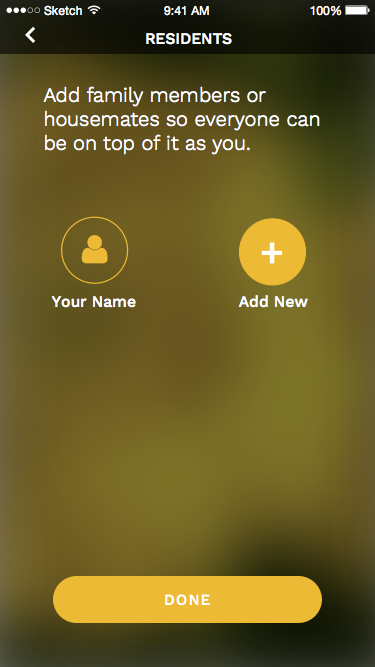 Sketch 9:41 AM 100%
RESIDENTS
Add family members or
housemates so everyone can
be on top of it as you.
Your Name Add New
DONE